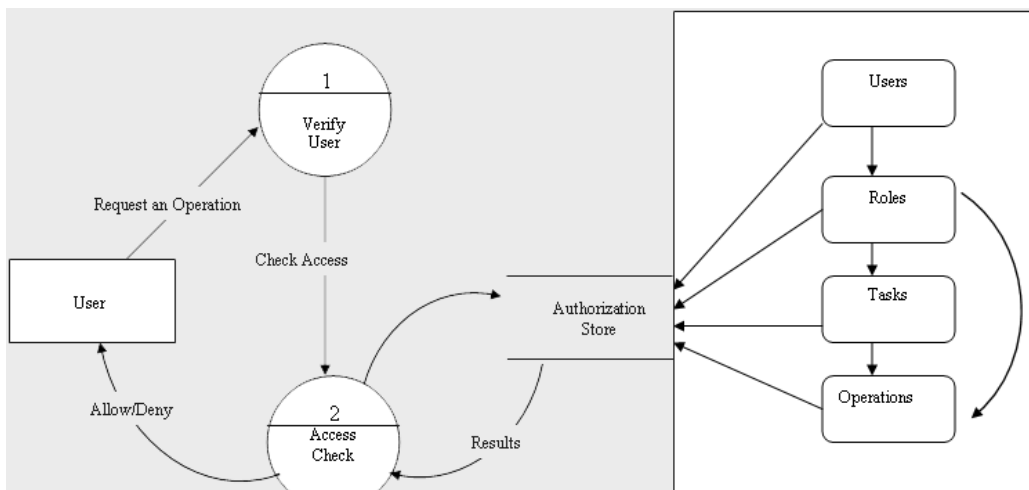 1
Verify
User
Request an Operation
Check Access
User
Allow/Deny
2
Access
Check
Results
Authorization
Store
Users
Roles
Tasks
Operations